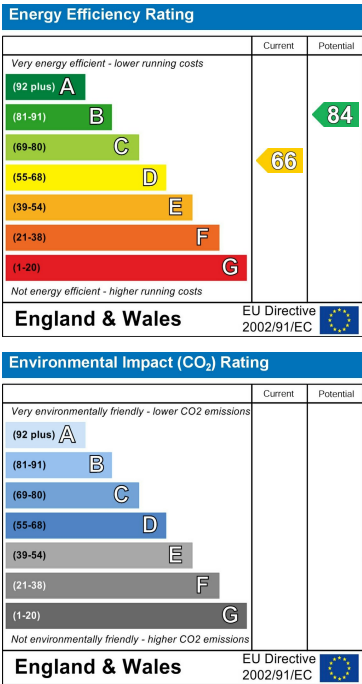 Energy Efficiency Rating
Current Potential
Very energy efficient - lower running costs
(92 plus) A
(81-91) B
84
(69-80) C
66
(55-68) D
(39-54) E
(21-38) F
(1-20) G
Not energy efficient - higher running costs
England & Wales
EU Directive
2002/91/EC
Environmental Impact (CO₂) Rating
Current Potential
Very environmentally friendly - lower CO2 emissions
(92 plus) A
(81-91) B
(69-80) C
(55-68) D
(39-54) E
(21-38) F
(1-20) G
Not environmentally friendly - higher CO2 emissions
England & Wales
EU Directive
2002/91/EC